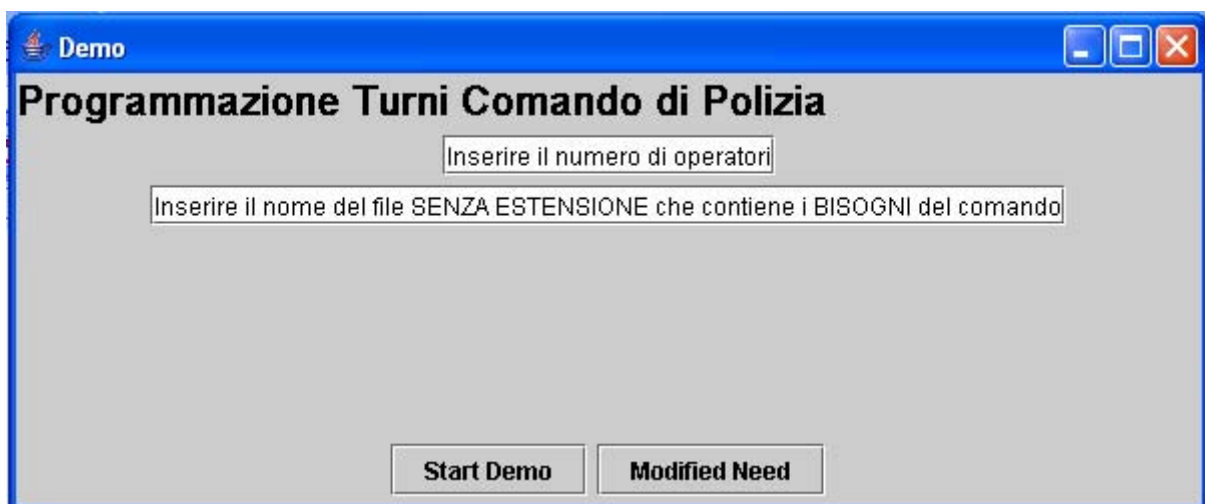 Demo
Programmazione Turni Comando di Polizia
Inserire il numero di operatori
Inserire il nome del file SENZA ESTENSIONE che contiene i BISOGNI del comando
Start Demo Modified Need